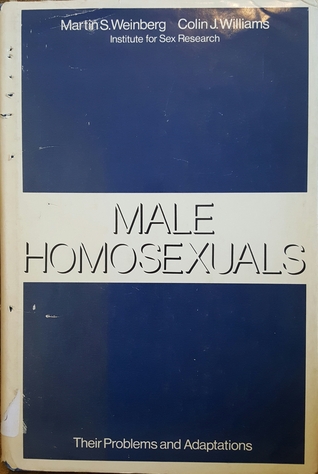 Martin S. Weinberg Colin J. Williams
Institute for Sex Research
MALE
HOMOSEXUALS
Their Problems and Adaptations